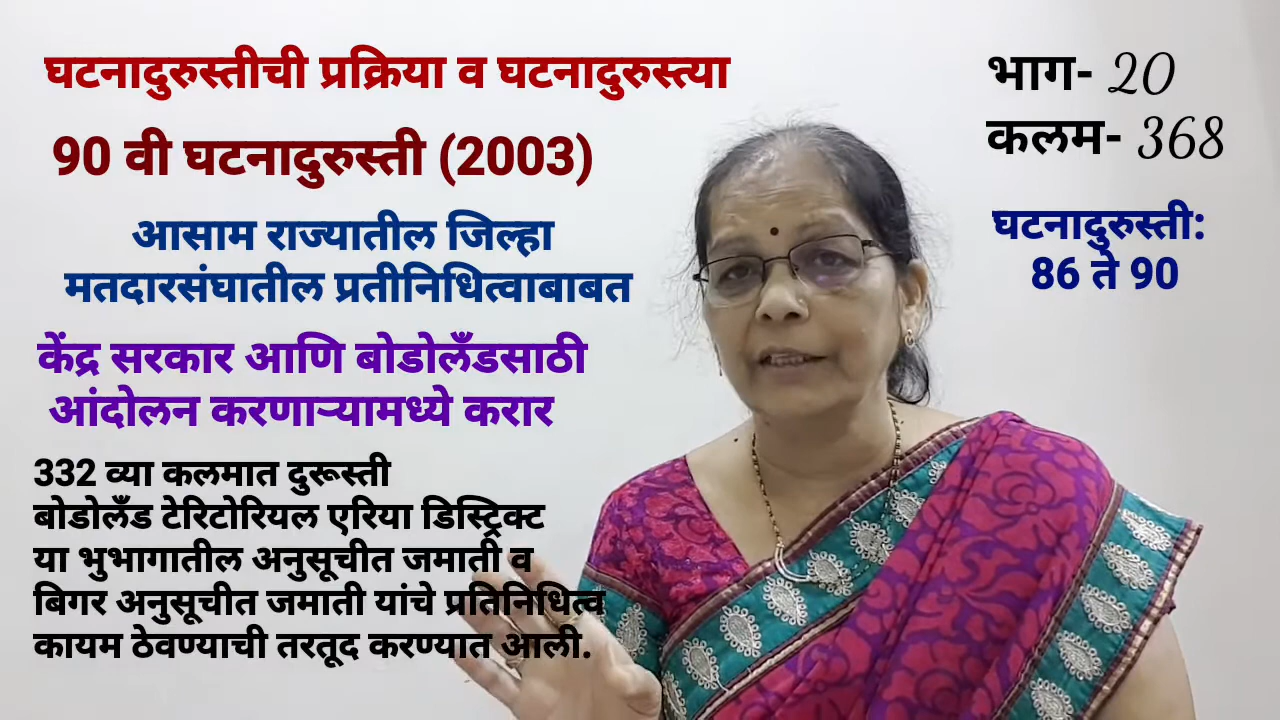 घटनादुरुस्तीची प्रक्रिया व घटनादुरुस्त्या
90 वी घटनादुरुस्ती (2003)
आसाम राज्यातील जिल्हा
मतदारसंघातील प्रतीनिधित्वाबाबत
केंद्र सरकार आणि बोडोलँडसाठी
आंदोलन करणाऱ्यामध्ये करार
332 व्या कलमात दुरूस्ती
बोडोलँड टेरिटोरियल एरिया डिस्ट्रिक्ट
या भुभागातील अनुसूचीत जमाती व
बिगर अनुसूचीत जमाती यांचे प्रतिनिधित्व
कायम ठेवण्याची तरतूद करण्यात आली.
भाग- 20
कलम- 368
घटनादुरुस्ती:
86 ते 90